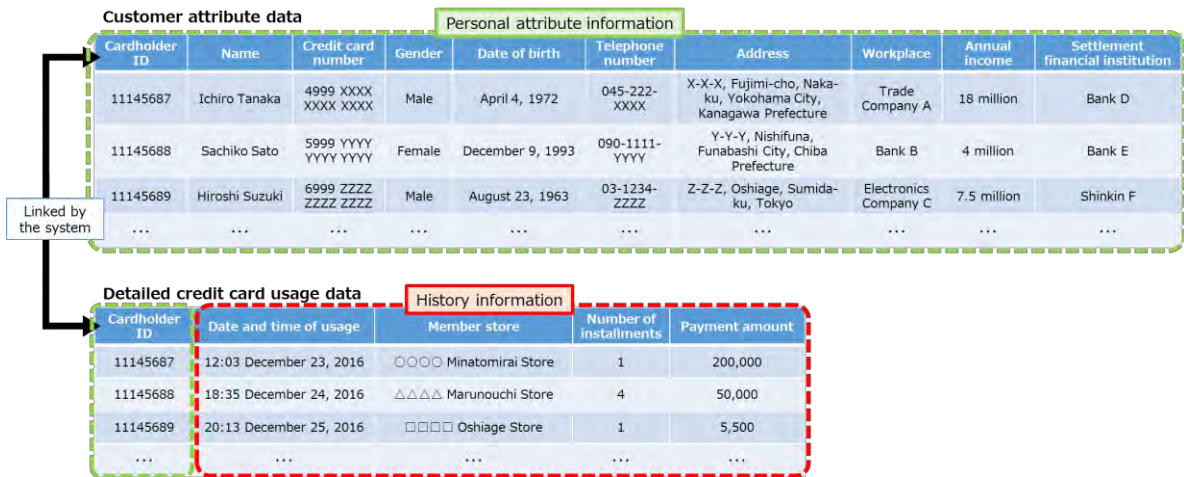 Customer attribute data
Personal attribute information
Cardholder ID Name Credit card number Gender Date of birth Telephone number Address Workplace Annual income Settlement financial institution
11145687 Ichiro Tanaka 4999 XXXX XXXX XXXX Male April 4, 1972 045-222-XXXX X-X-X, Fujimi-cho, Naka-ku, Yokohama City, Kanagawa Prefecture Trade Company A 18 million Bank D
11145688 Sachiko Sato 5999 YYYY YYYY YYYY Female December 9, 1993 090-1111-YYYY Y-Y-Y, Nishifuna, Funabashi City, Chiba Prefecture Bank B 4 million Bank E
11145689 Hiroshi Suzuki 6999 ZZZZ ZZZZ ZZZZ Male August 23, 1963 03-1234-ZZZZ Z-Z-Z, Oshiage, Sumida-ku, Tokyo Electronics Company C 7.5 million Shinkin F
... ... ... ... ... ... ... ... ... ...
Linked by
the system
Detailed credit card usage data
History information
Cardholder ID Date and time of usage Member store Number of installments Payment amount
11145687 12:03 December 23, 2016 ○○○○ Minatomirai Store 1 200,000
11145688 18:35 December 24, 2016 △△△△ Marunouchi Store 4 50,000
11145689 20:13 December 25, 2016 □□□□ Oshiage Store 1 5,500
... ... ... ... ...